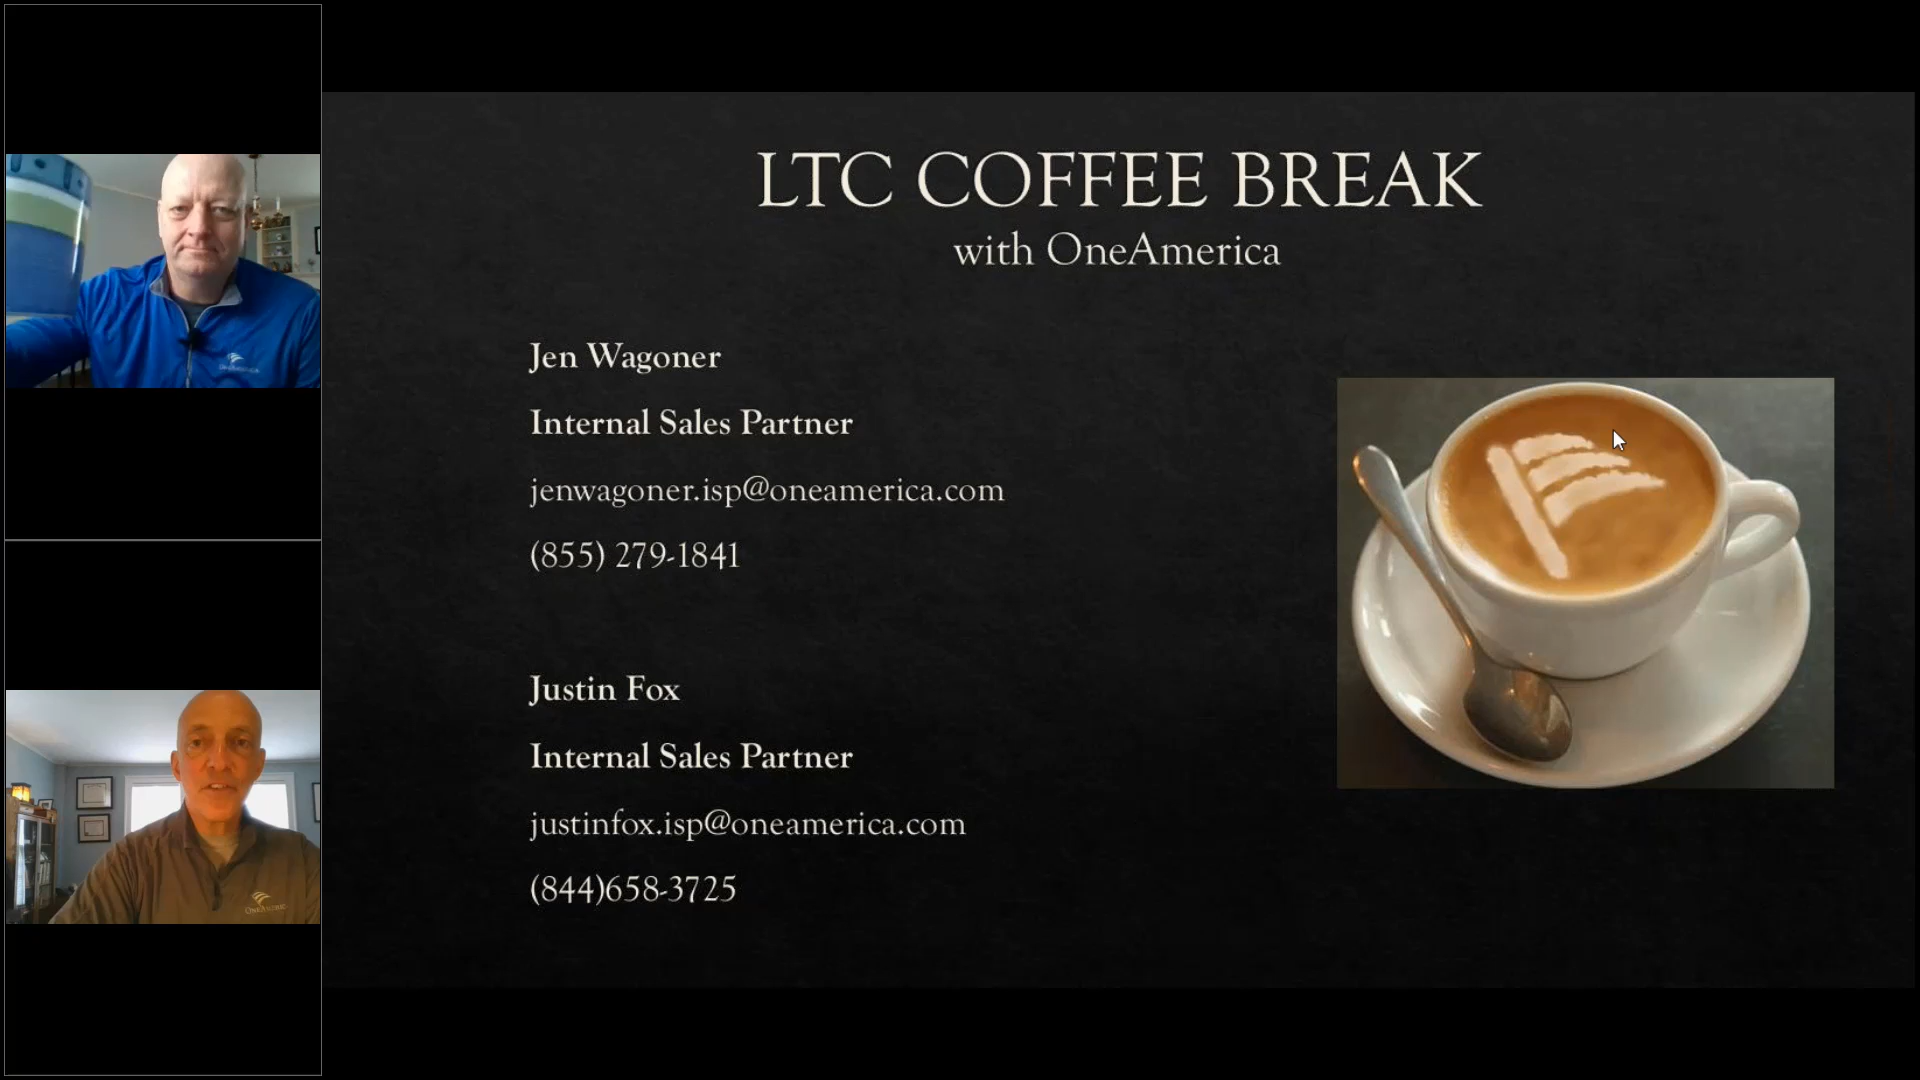 LTC COFFEE BREAK
with OneAmerica
Jen Wagoner
Internal Sales Partner
jenwagoner.isp@oneamerica.com
(855) 279-1841
Justin Fox
Internal Sales Partner
justinfox.isp@oneamerica.com
(844)658-3725
ONEAMERICA